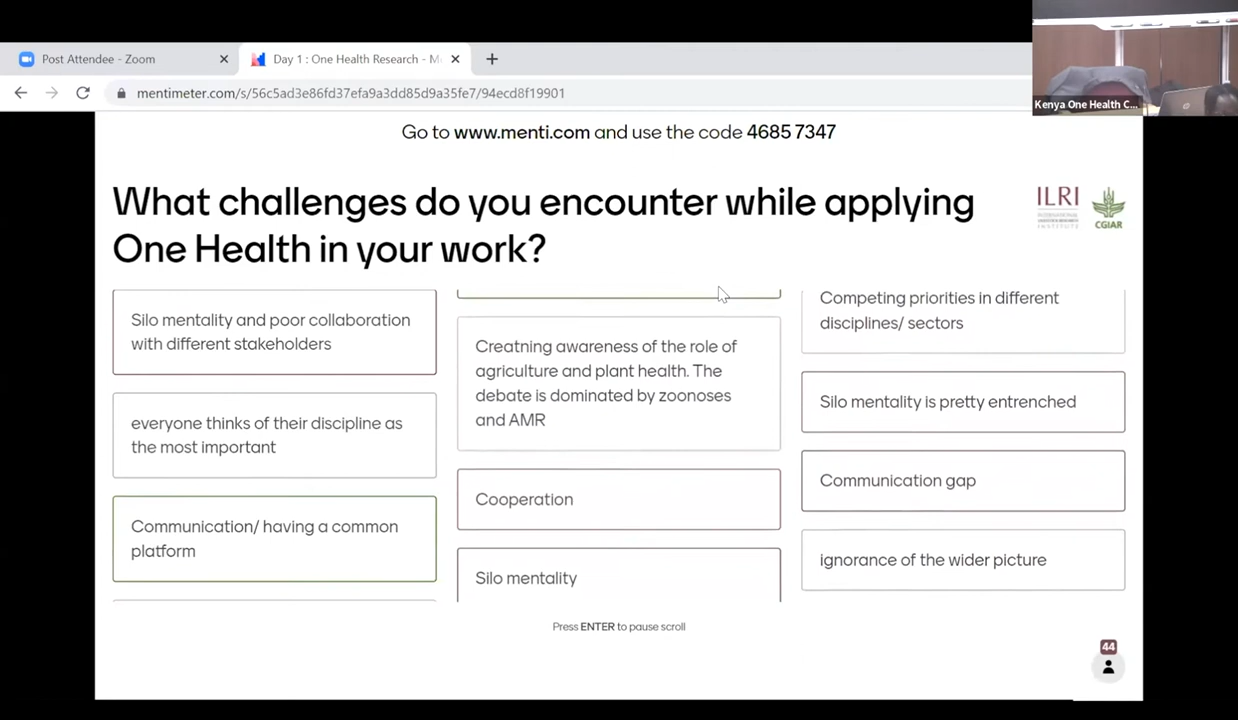 Post Attendee - Zoom
Day 1 : One Health Research - M
mentimeter.com/s/56c5ad3e86fd37efa9a3dd85d9a35fe7/94ecd8f19901
Kenya One Health C...
Go to www.menti.com and use the code 4685 7347
What challenges do you encounter while applying
One Health in your work?
ILRI
INTERNATIONAL
LIVESTOCK RESEARCH
INSTITUTE
CGIAR
Silo mentality and poor collaboration
with different stakeholders
everyone thinks of their discipline as
the most important
Communication/ having a common
platform
Creatning awareness of the role of
agriculture and plant health. The
debate is dominated by zoonoses
and AMR
Cooperation
Silo mentality
Competing priorities in different
disciplines/ sectors
Silo mentality is pretty entrenched
Communication gap
ignorance of the wider picture
Press ENTER to pause scroll
44